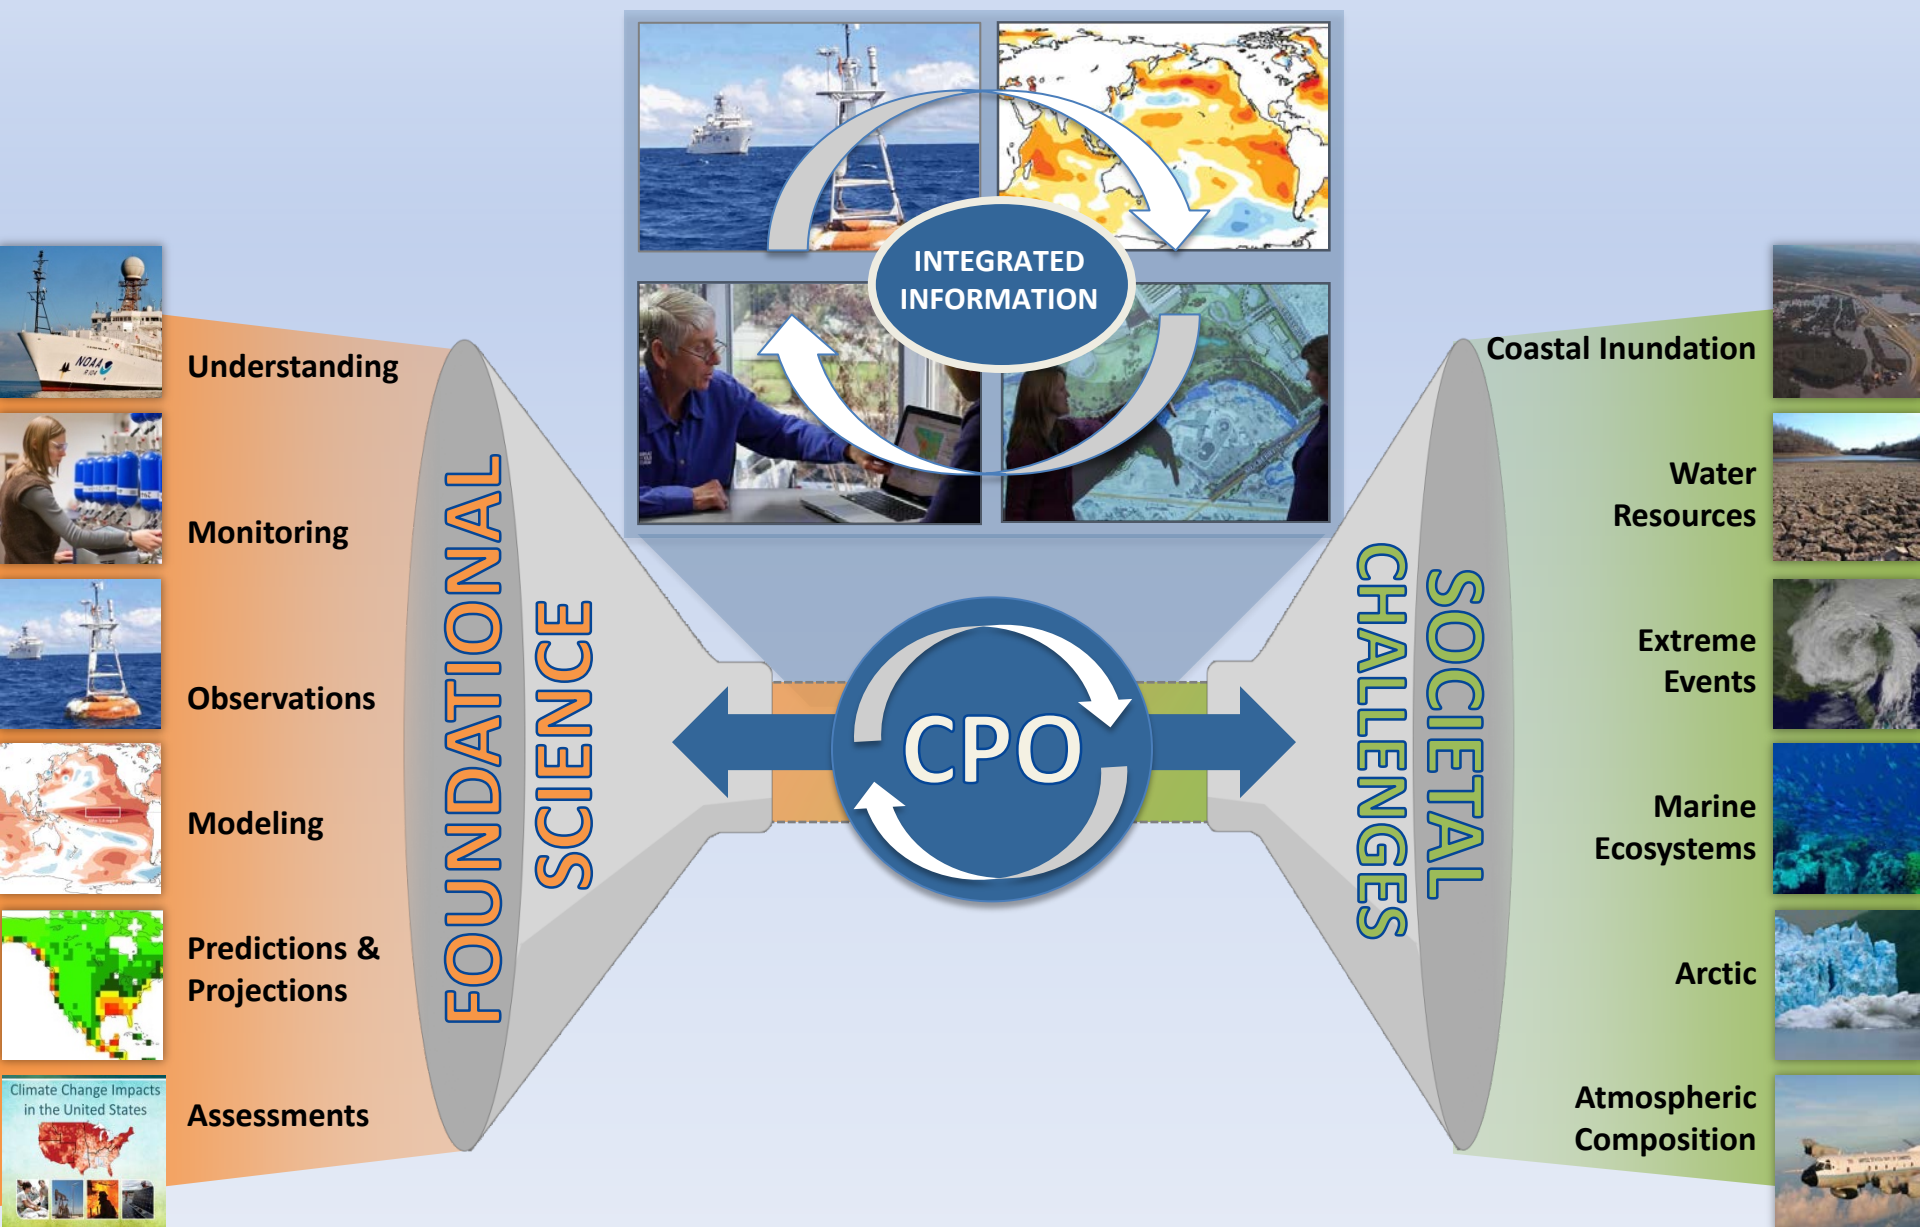 INTEGRATED
INFORMATION
NOAA
Understanding
Monitoring
Observations
Modeling
Predictions &
Projections
Climate Change Impacts
in the United States
Assessments
FOUNDATIONAL
SCIENCE
CPO
SOCIETAL
CHALLENGES
Coastal Inundation
Water
Resources
Extreme
Events
Marine
Ecosystems
Arctic
Atmospheric
Composition